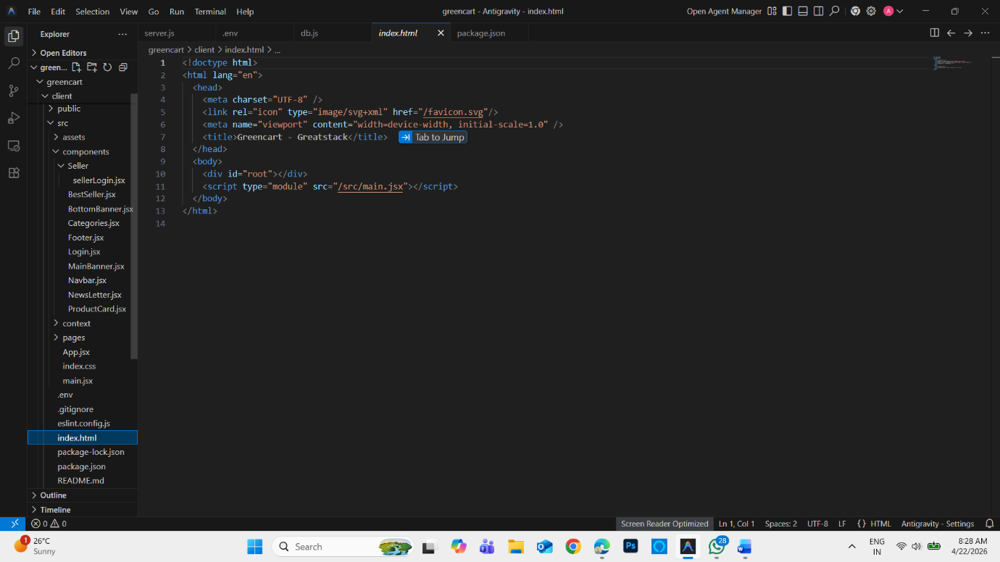 File Edit Selection View Go Run Terminal Help
greencart - Antigravity - index.html
Open Agent Manager
A
Explorer
server.js
.env
db.js
index.html
package.json
greencart > client > index.html > ...
Open Editors
green...
greencart
client
public
src
assets
components
Seller
sellerLogin.jsx
BestSeller.jsx
BottomBanner.jsx
Categories.jsx
Footer.jsx
Login.jsx
MainBanner.jsx
Navbar.jsx
NewsLetter.jsx
ProductCard.jsx
context
pages
App.jsx
index.css
main.jsx
.env
.gitignore
eslint.config.js
index.html
package-lock.json
package.json
README.md
Outline
Timeline
1 <!doctype html>
2 <html lang="en">
3 <head>
4 <meta charset="UTF-8" />
5 <link rel="icon" type="image/svg+xml" href="/favicon.svg"/>
6 <meta name="viewport" content="width=device-width, initial-scale=1.0" />
7 <title>Greencart - Greatstack</title> Tab to Jump
8 </head>
9 <body>
10 <div id="root"></div>
11 <script type="module" src="/src/main.jsx"></script>
12 </body>
13 </html>
14
0 0
Screen Reader Optimized Ln 1, Col 1 Spaces: 2 UTF-8 LF {} HTML Antigravity - Settings
1
26°C
Sunny
Search
Ps
28
ENG
IN
8:28 AM
4/22/2026